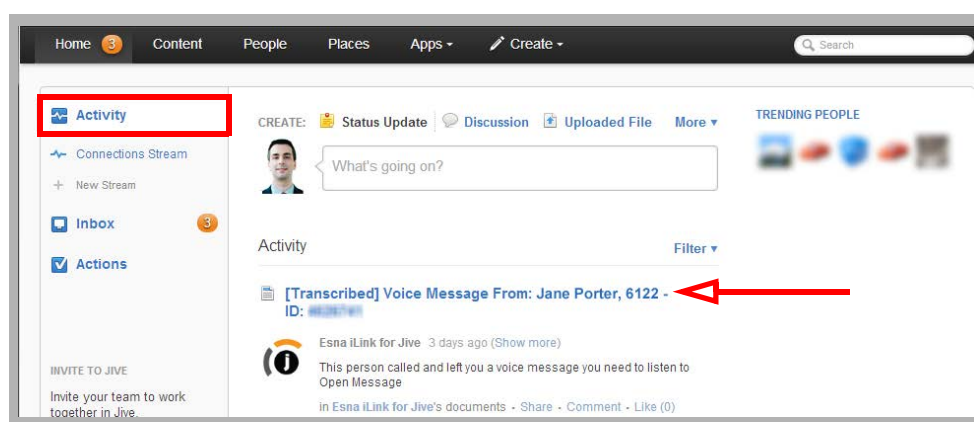 Home 3 Content People Places Apps Create Search
Activity
Connections Stream
New Stream
Inbox 3
Actions
INVITE TO JIVE
Invite your team to work
together in Jive.
CREATE: Status Update Discussion Uploaded File More
What's going on?
Activity Filter
[Transcribed] Voice Message From: Jane Porter, 6122 -
ID:
Esna iLink for Jive 3 days ago (Show more)
This person called and left you a voice message you need to listen to
Open Message
in Esna iLink for Jive's documents - Share - Comment - Like (0)
TRENDING PEOPLE